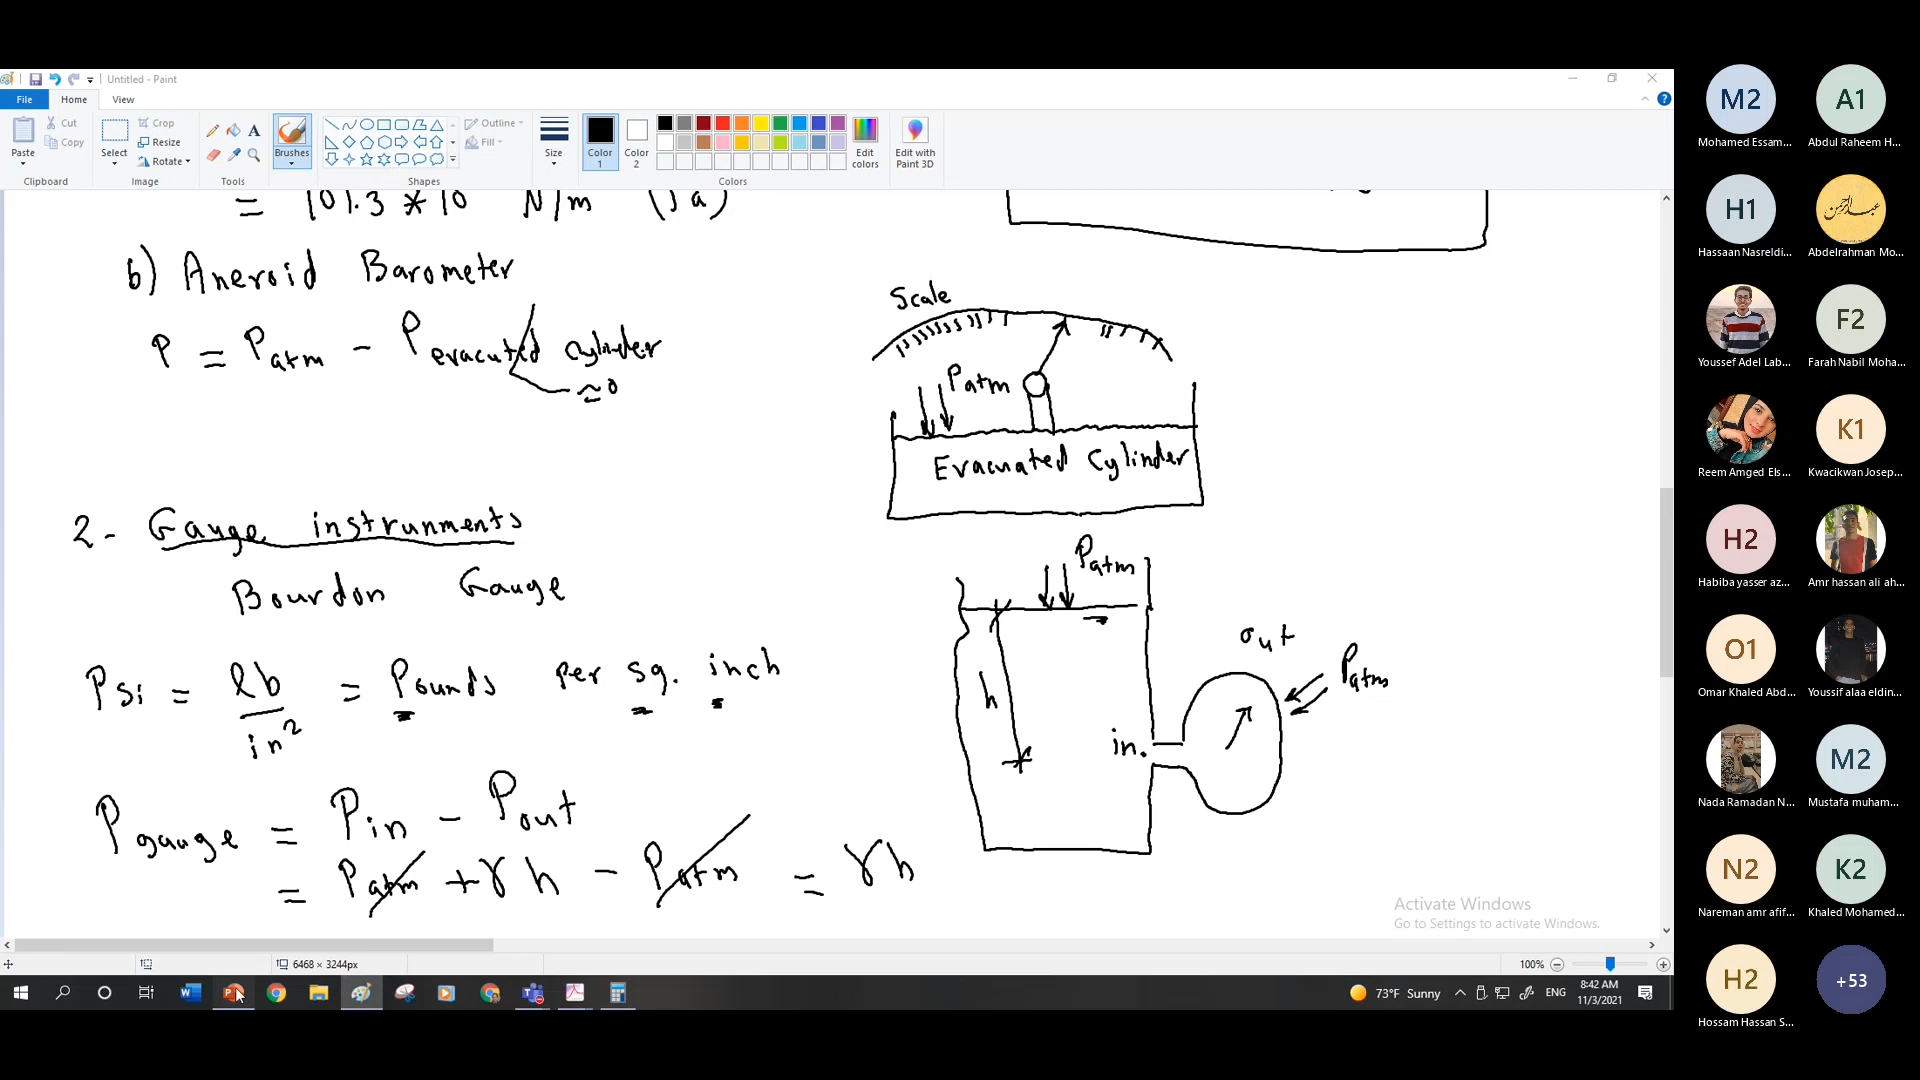 Untitled - Paint
File Home View
Paste
Cut
Copy
Clipboard
Select
Crop
Resize
Rotate
Image
A
Tools
Brushes
Outline
Fill
Shapes
Size
Color 1
Color 2
Colors
Edit colors
Edit with Paint 3D
= 101.3 * 10 N/m (Pa)
b) Aneroid Barometer
P = Patm - Pevacuted cylinder
≈0
Scale
Patm
Evacuated Cylinder
2- Gauge instrunments
Bourdon Gauge
Psi = lb/in² = Pounds per sq. inch
Pgauge = Pin - Pout
= Patm + γh - Patm = γh
Patm
h
in.
out
Patm
Activate Windows
Go to Settings to activate Windows.
6468 × 3244px
100%
73°F Sunny
ENG
8:42 AM
11/3/2021
M2
Mohamed Essam...
A1
Abdul Raheem H...
H1
Hassaan Nasreldi...
عبدالرحمن
Abdelrahman Mo...
Youssef Adel Lab...
F2
Farah Nabil Moha...
Reem Amged Els...
K1
Kwacikwan Josep...
H2
Habiba yasser az...
Amr hassan ali ah...
O1
Omar Khaled Abd...
Youssif alaa eldin...
Nada Ramadan N...
M2
Mustafa muham...
N2
Nareman amr afif...
K2
Khaled Mohamed...
H2
Hossam Hassan S...
+53